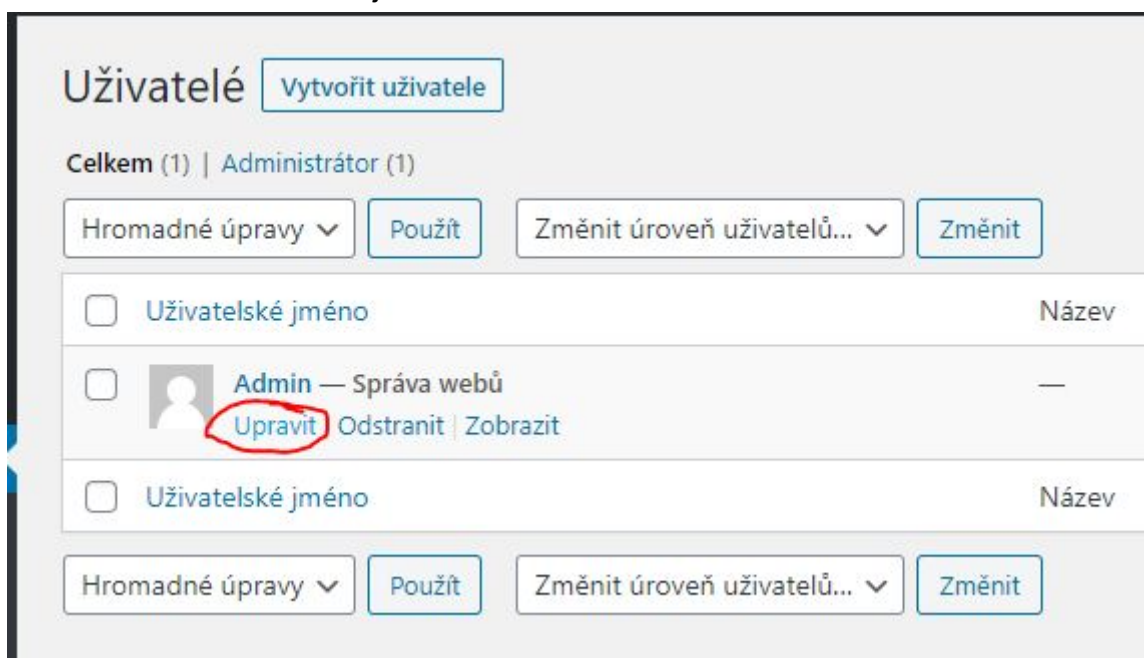 Uživatelé Vytvořit uživatele
Celkem (1) | Administrátor (1)
Hromadné úpravy Použít Změnit úroveň uživatelů... Změnit
Uživatelské jméno Název
Admin — Správa webů —
Upravit | Odstranit | Zobrazit
Uživatelské jméno Název
Hromadné úpravy Použít Změnit úroveň uživatelů... Změnit